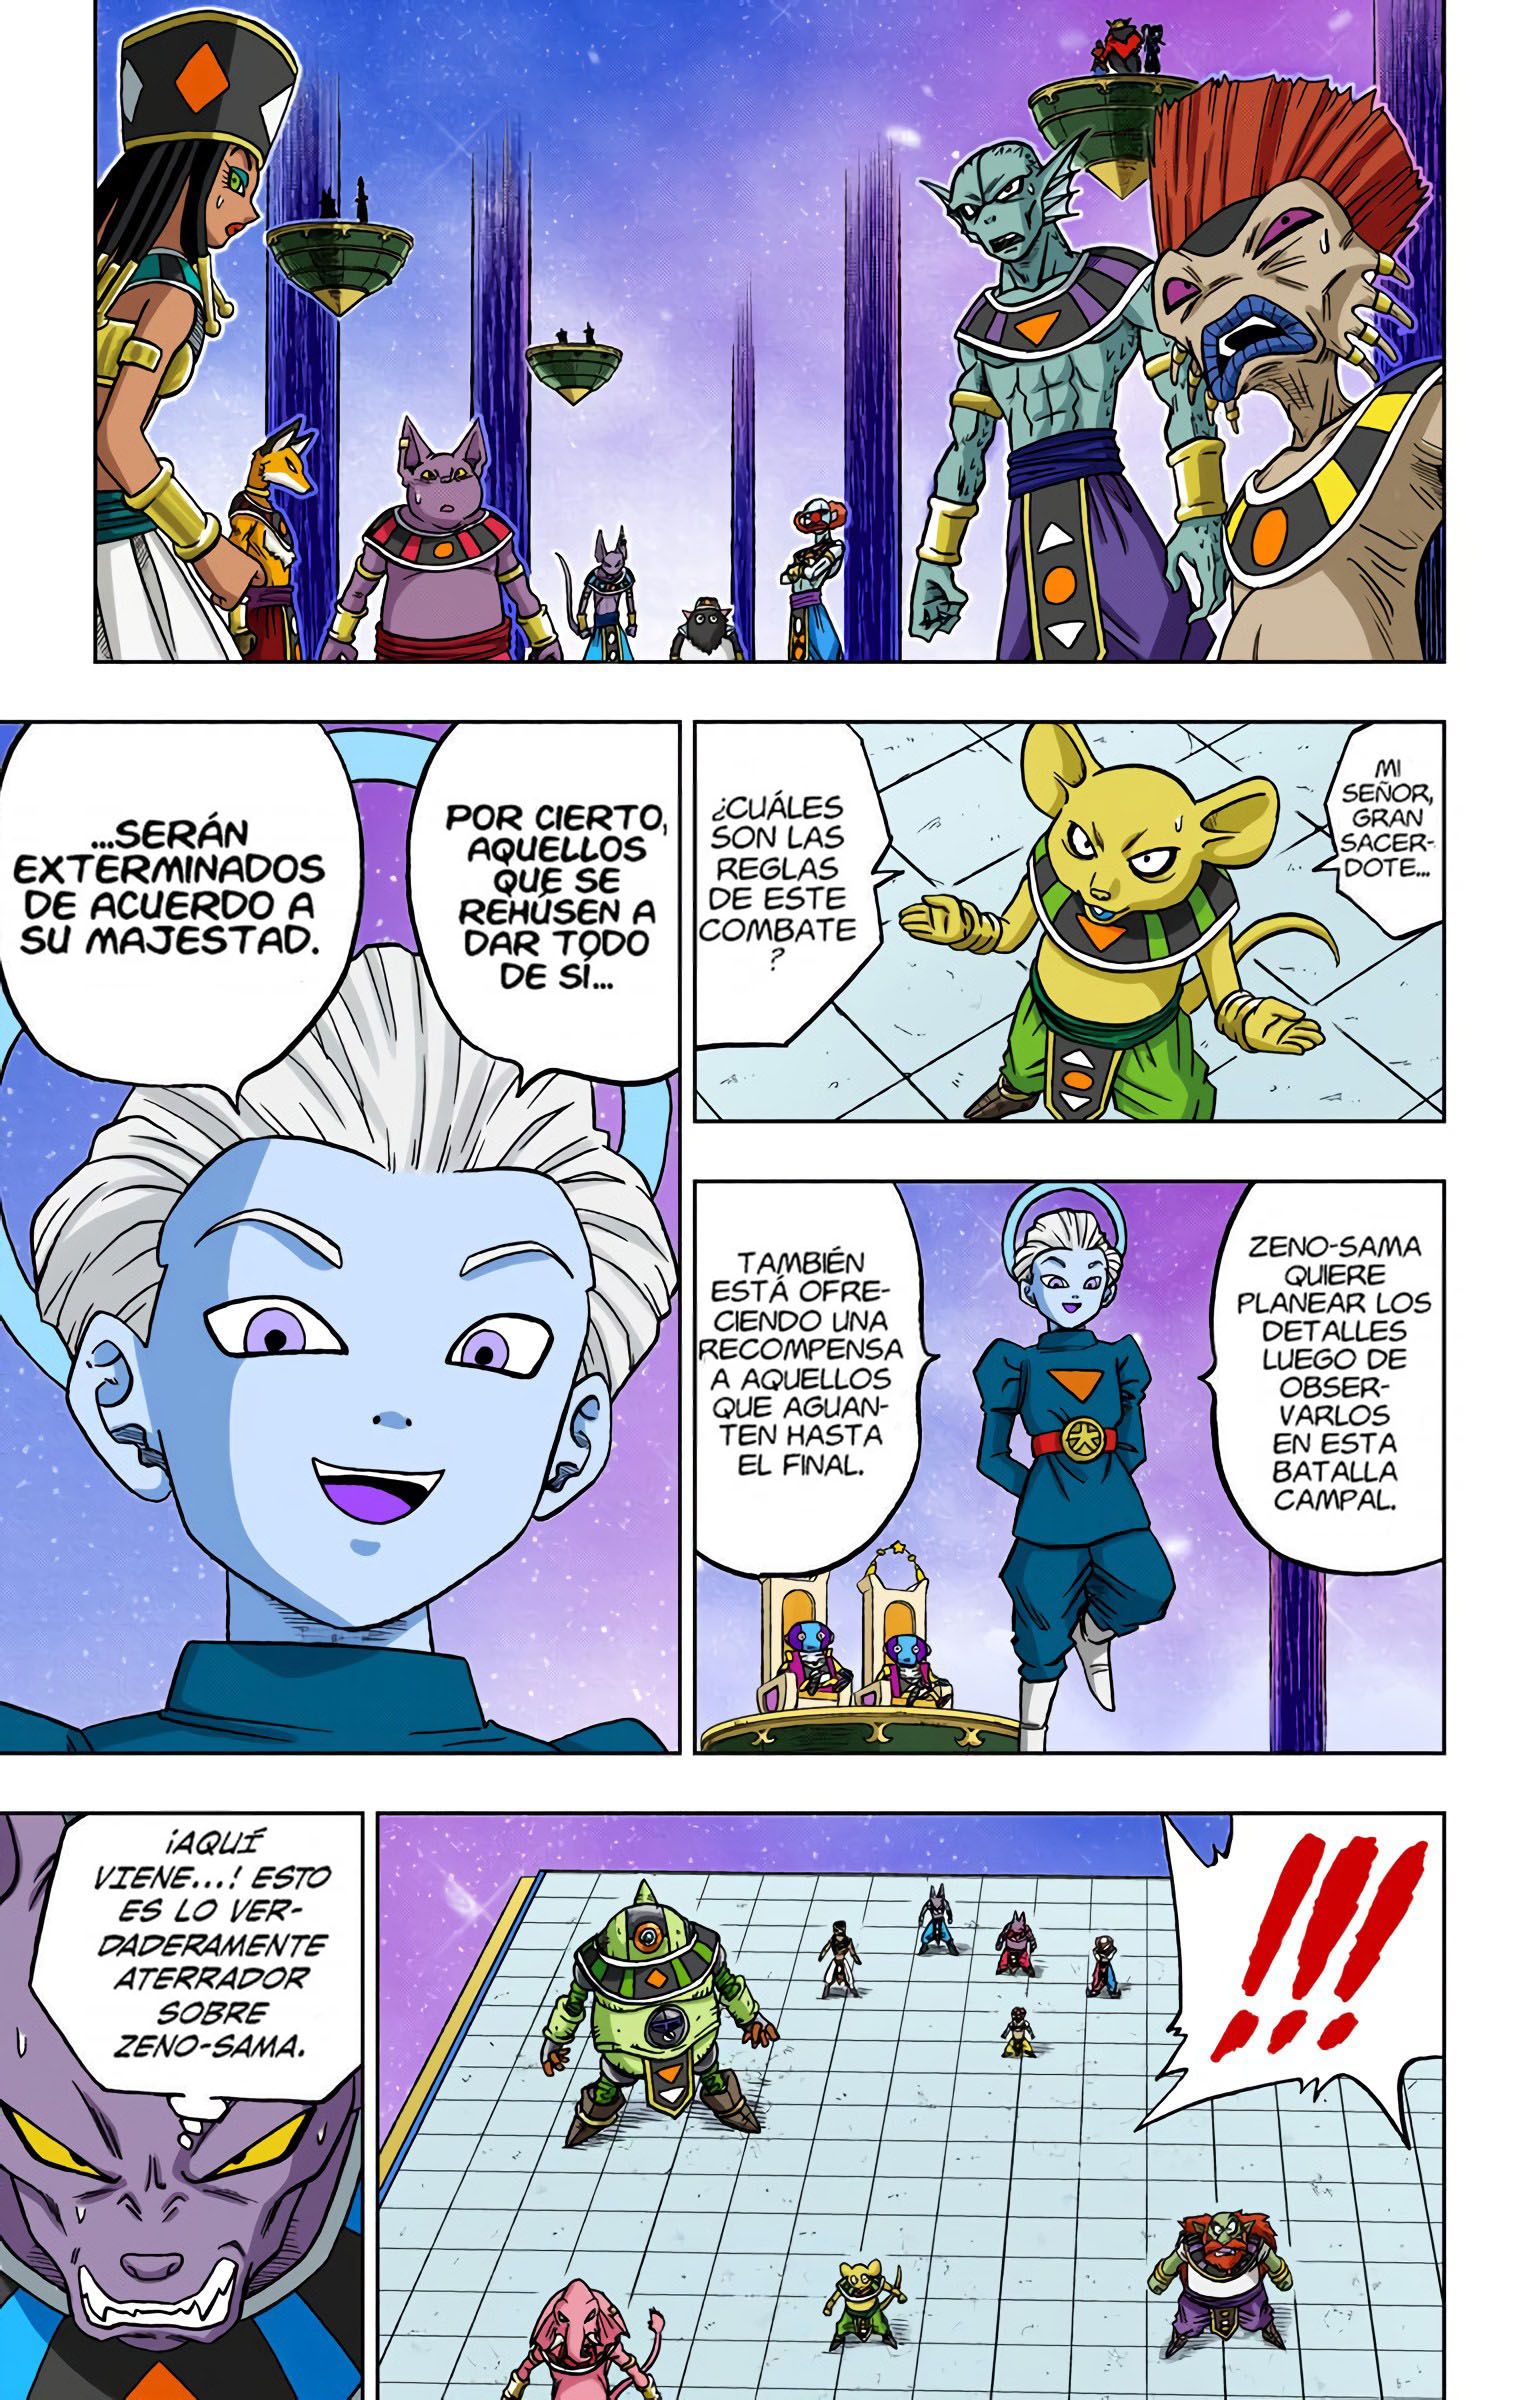 MI
SEÑOR,
GRAN
SACER-
DOTE...
¿CUÁLES
SON LAS
REGLAS
DE ESTE
COMBATE
?
ZENO-SAMA
QUIERE
PLANEAR LOS
DETALLES
LUEGO DE
OBSER-
VARLOS
EN ESTA
BATALLA
CAMPAL.
TAMBIÉN
ESTÁ OFRE-
CIENDO UNA
RECOMPENSA
A AQUELLOS
QUE AGUAN-
TEN HASTA
EL FINAL.
POR CIERTO,
AQUELLOS
QUE SE
REHÚSEN A
DAR TODO
DE SÍ...
...SERÁN
EXTERMINADOS
DE ACUERDO A
SU MAJESTAD.
!!!
¡AQUÍ
VIENE...! ESTO
ES LO VER-
DADERAMENTE
ATERRADOR
SOBRE
ZENO-SAMA.
大